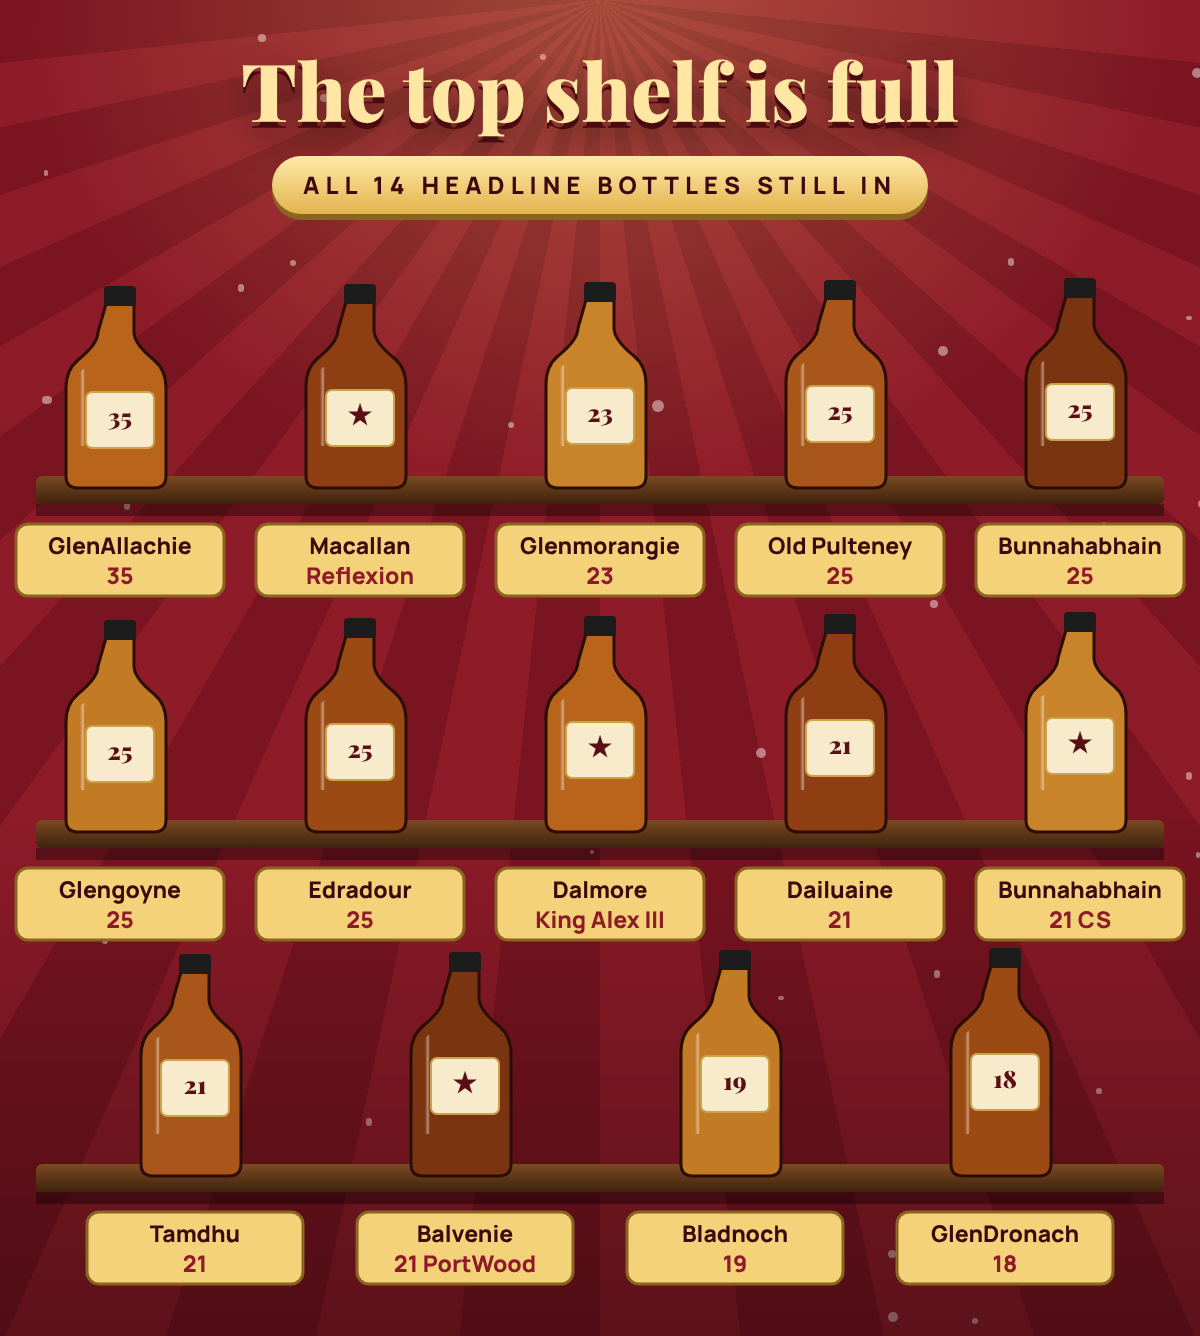 The top shelf is full
ALL 14 HEADLINE BOTTLES STILL IN
35
★
23
25
25
GlenAllachie
35
Macallan
Reflexion
Glenmorangie
23
Old Pulteney
25
Bunnahabhain
25
25
25
★
21
★
Glengoyne
25
Edradour
25
Dalmore
King Alex III
Dailuaine
21
Bunnahabhain
21 CS
21
★
19
18
Tamdhu
21
Balvenie
21 PortWood
Bladnoch
19
GlenDronach
18